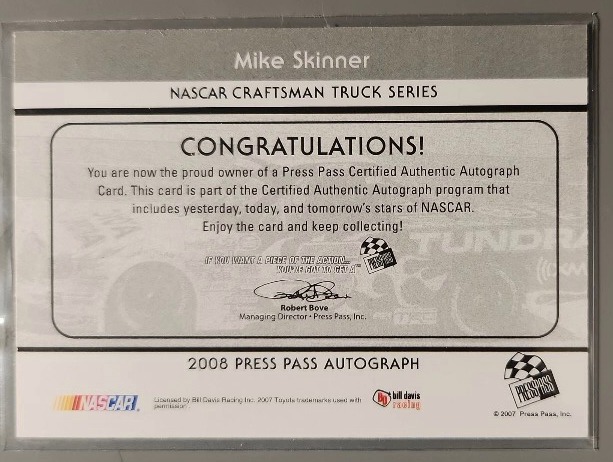 Mike Skinner
NASCAR CRAFTSMAN TRUCK SERIES
CONGRATULATIONS!
You are now the proud owner of a Press Pass Certified Authentic Autograph
Card. This card is part of the Certified Authentic Autograph program that
includes yesterday, today, and tomorrow's stars of NASCAR.
Enjoy the card and keep collecting!
IF YOU WANT A PIECE OF THE ACTION...
YOU'VE GOT TO GET A
PRESS PASS
TUNDRA
Robert Bove
Managing Director • Press Pass, Inc.
2008 PRESS PASS AUTOGRAPH
PRESS PASS
NASCAR
Licensed by Bill Davis Racing Inc. 2007 Toyota trademarks used with
permission.
bill davis
racing
© 2007 Press Pass, Inc.